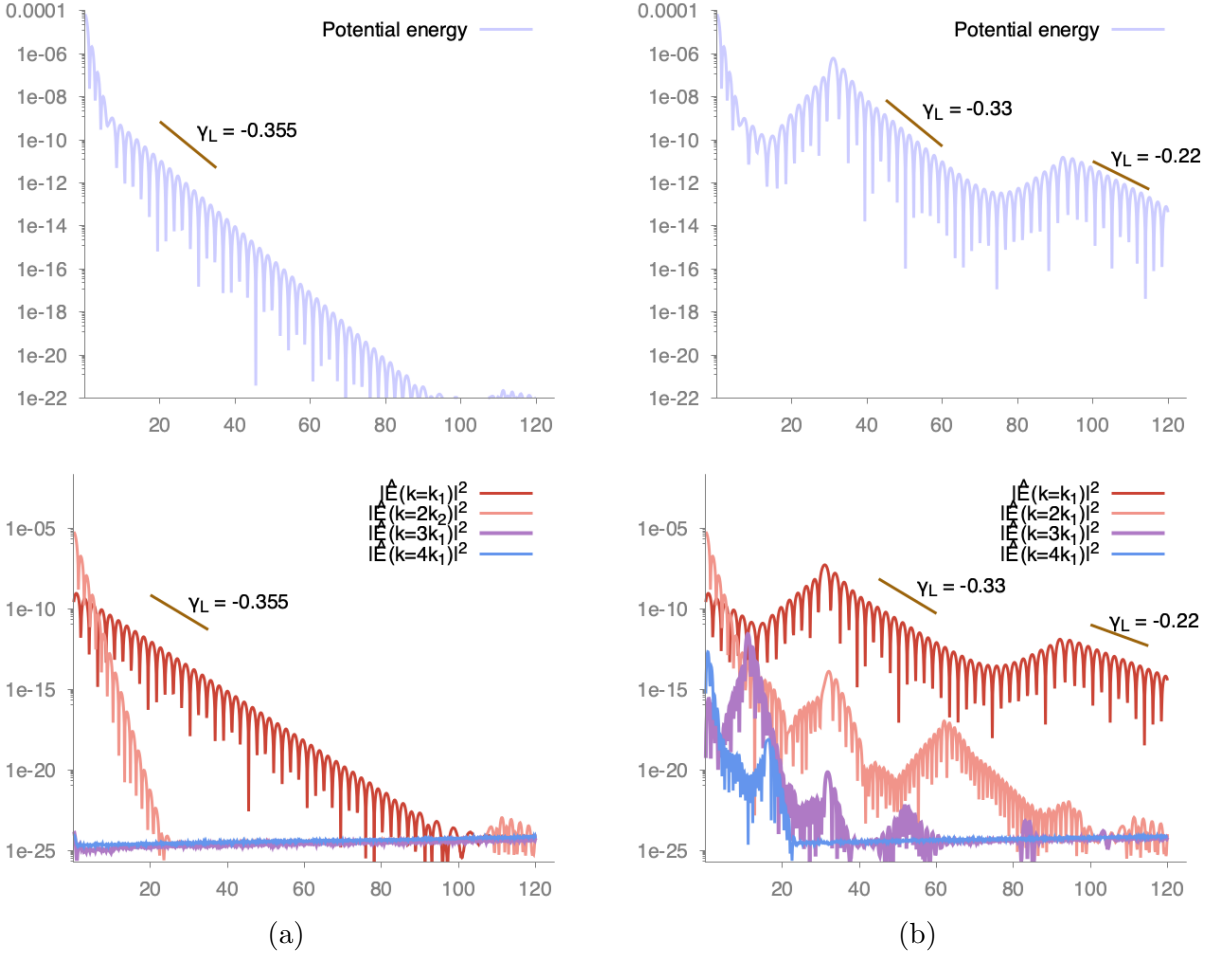 0.0001
1e-06
1e-08
1e-10
1e-12
1e-14
1e-16
1e-18
1e-20
1e-22
20 40 60 80 100 120
Potential energy
γL = -0.355
0.0001
1e-06
1e-08
1e-10
1e-12
1e-14
1e-16
1e-18
1e-20
1e-22
20 40 60 80 100 120
Potential energy
γL = -0.33
γL = -0.22
1e-05
1e-10
1e-15
1e-20
1e-25
20 40 60 80 100 120
|Ê(k=k₁)|²
|Ê(k=2k₂)|²
|Ê(k=3k₁)|²
|Ê(k=4k₁)|²
γL = -0.355
(a)
1e-05
1e-10
1e-15
1e-20
1e-25
20 40 60 80 100 120
|Ê(k=k₁)|²
|Ê(k=2k₁)|²
|Ê(k=3k₁)|²
|Ê(k=4k₁)|²
γL = -0.33
γL = -0.22
(b)